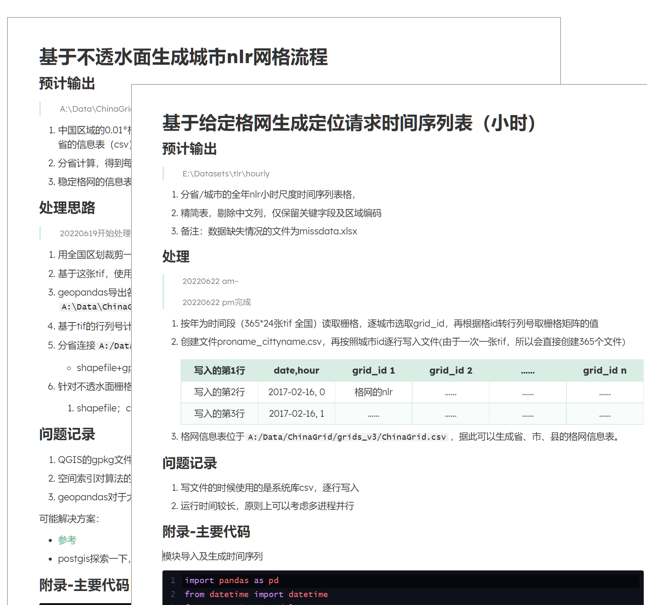 基于不透水面生成城市nlr网格流程
预计输出
A:\Data\ChinaGri
1. 中国区域的0.01°格
省的信息表（csv）
2. 分省计算，得到每
3. 稳定格网的信息表
处理思路
20220619开始处理
1. 用全国区划裁剪一
2. 基于这张tif，使用
3. geopandas导出各
A:\Data\ChinaG
4. 基于tif的行列号计
5. 分省连接 A:/Data
shapefile+gp
6. 针对不透水面栅格
1. shapefile；c
问题记录
1. QGIS的gpkg文件
2. 空间索引对算法的
3. geopandas对于大
可能解决方案：
参考
postgis探索一下，
附录-主要代码
基于给定格网生成定位请求时间序列表（小时）
预计输出
E:\Datasets\tlr\hourly
1. 分省/城市的全年nlr小时尺度时间序列表格，
2. 精简表，剔除中文列，仅保留关键字段及区域编码
3. 备注：数据缺失情况的文件为missdata.xlsx
处理
20220622 am~
20220622 pm完成
1. 按年为时间段（365*24张tif 全国）读取栅格，逐城市选取grid_id，再根据格id转行列号取栅格矩阵的值
2. 创建文件proname_cittyname.csv，再按照城市id逐行写入文件(由于一次一张tif，所以会直接创建365个文件)
写入的第1行 date,hour grid_id 1 grid_id 2 …… grid_id n
写入的第2行 2017-02-16, 0 格网的nlr …… …… ……
写入的第3行 2017-02-16, 1 …… …… …… ……
3. 格网信息表位于 A:/Data/ChinaGrid/grids_v3/ChinaGrid.csv ，据此可以生成省、市、县的格网信息表。
问题记录
1. 写文件的时候使用的是系统库csv，逐行写入
2. 运行时间较长，原则上可以考虑多进程并行
附录-主要代码
模块导入及生成时间序列
1 import pandas as pd
2 from datetime import datetime